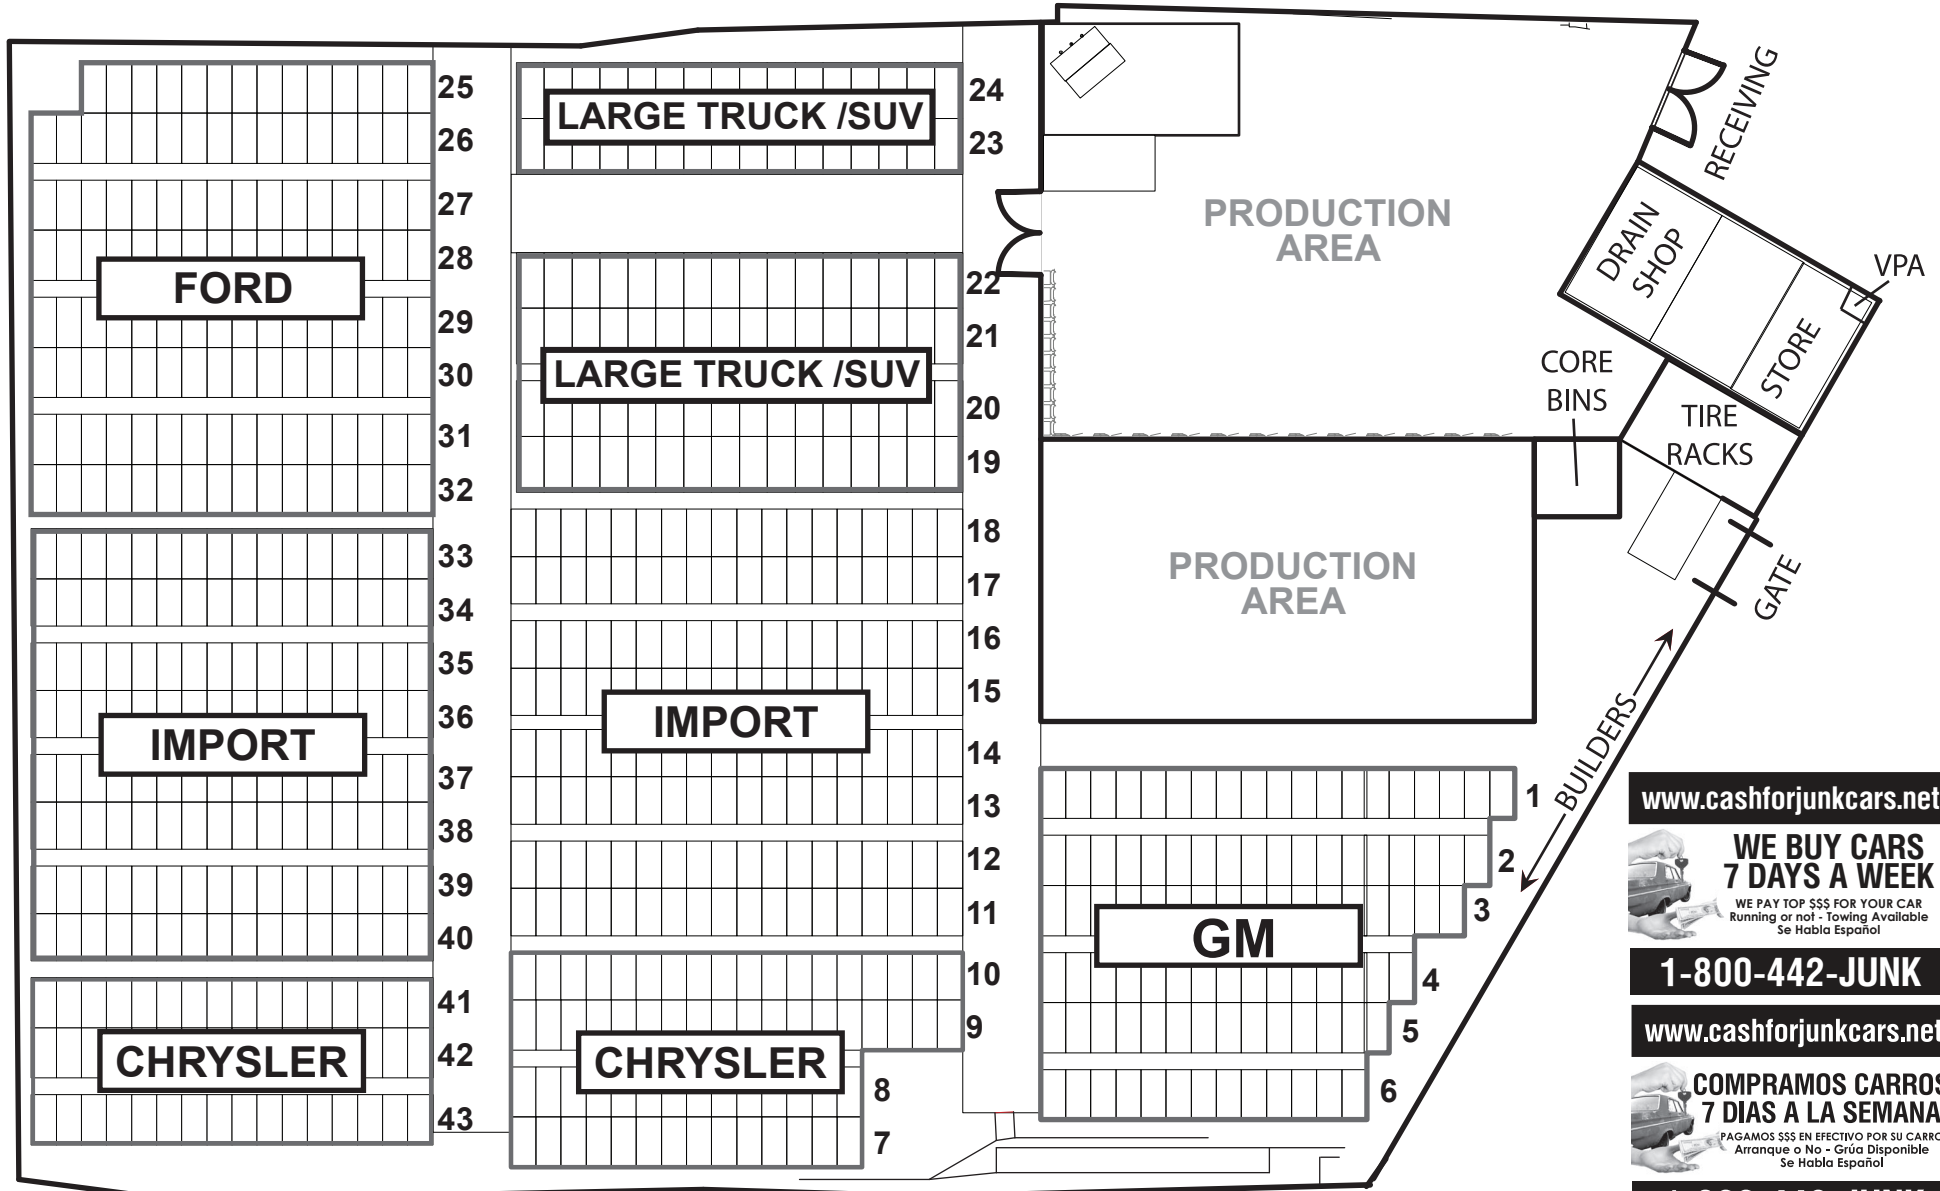 25
26
27
28
FORD
29
30
31
32
33
34
35
36
IMPORT
37
38
39
40
41
42
CHRYSLER
43
24
LARGE TRUCK /SUV
23
22
21
LARGE TRUCK /SUV
20
19
18
17
16
15
IMPORT
14
13
12
11
10
9
CHRYSLER
8
7
PRODUCTION
AREA
PRODUCTION
AREA
1
2
3
GM
4
5
6
RECEIVING
DRAIN
SHOP
VPA
STORE
CORE
BINS
TIRE
RACKS
GATE
BUILDERS
www.cashforjunkcars.net
WE BUY CARS
7 DAYS A WEEK
WE PAY TOP $$$ FOR YOUR CAR
Running or not - Towing Available
Se Habla Español
1-800-442-JUNK
www.cashforjunkcars.net
COMPRAMOS CARROS
7 DIAS A LA SEMANA
PAGAMOS $$$ EN EFECTIVO POR SU CARRO
Arranque o No - Grúa Disponible
Se Habla Español